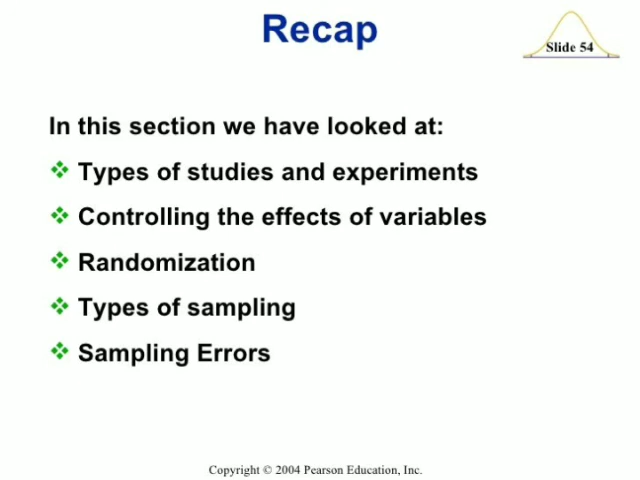 Recap
Slide 54
In this section we have looked at:
Types of studies and experiments
Controlling the effects of variables
Randomization
Types of sampling
Sampling Errors
Copyright © 2004 Pearson Education, Inc.